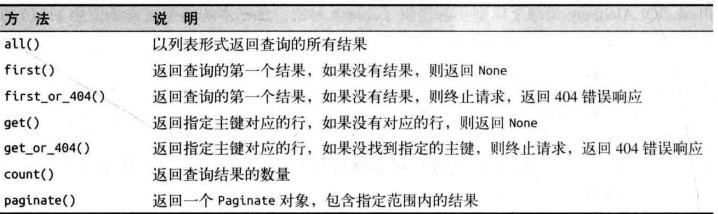 方 法 说 明
all() 以列表形式返回查询的所有结果
first() 返回查询的第一个结果，如果没有结果，则返回 None
first_or_404() 返回查询的第一个结果，如果没有结果，则终止请求，返回 404 错误响应
get() 返回指定主键对应的行，如果没有对应的行，则返回 None
get_or_404() 返回指定主键对应的行，如果没找到指定的主键，则终止请求，返回 404 错误响应
count() 返回查询结果的数量
paginate() 返回一个 Paginate 对象，包含指定范围内的结果